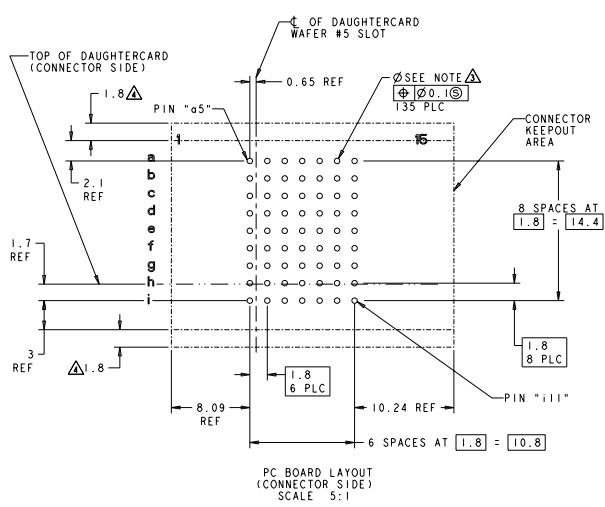 ℄ OF DAUGHTERCARD
WAFER #5 SLOT
TOP OF DAUGHTERCARD
(CONNECTOR SIDE)
0.65 REF
Ø SEE NOTE 3
⌖ Ø0.1Ⓢ
135 PLC
1.8 4
PIN "a5"
CONNECTOR
KEEPOUT
AREA
1
15
a
b
c
d
e
f
g
h
i
2.1
REF
8 SPACES AT
1.8 = 14.4
1.7
REF
3
REF
4 1.8
1.8
6 PLC
1.8
8 PLC
PIN "i11"
8.09
REF
10.24 REF
6 SPACES AT 1.8 = 10.8
PC BOARD LAYOUT
(CONNECTOR SIDE)
SCALE 5:1